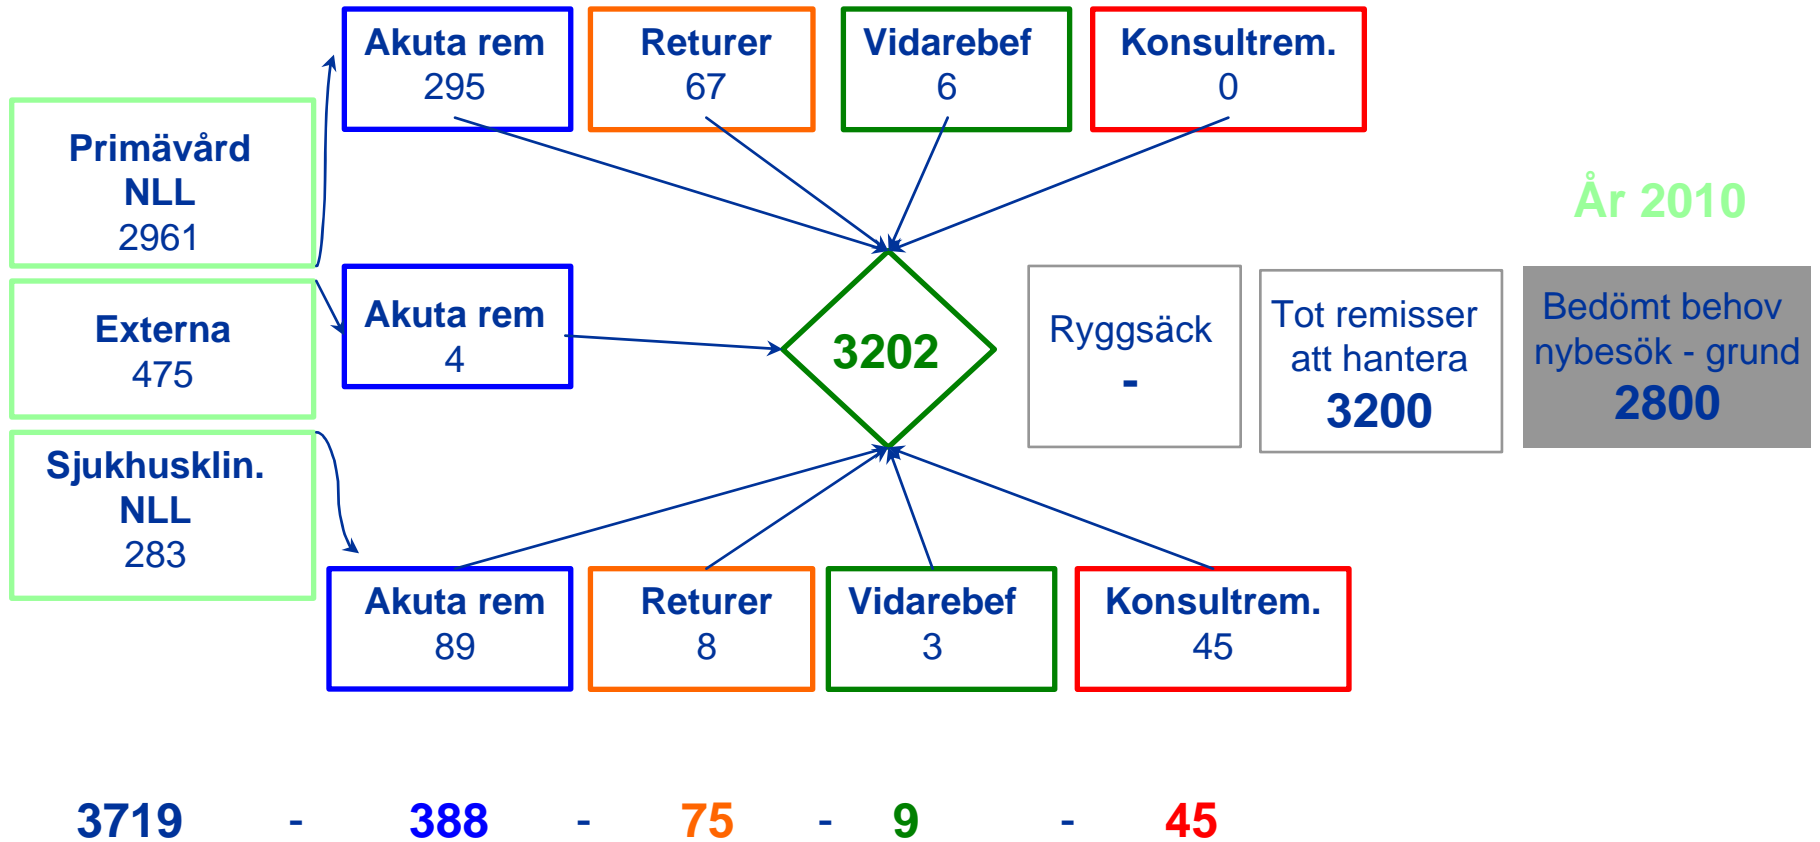 Akuta rem
295
Returer
67
Vidarebef
6
Konsultrem.
0
Primävård
NLL
2961
År 2010
Externa
475
Akuta rem
4
3202
Ryggsäck
-
Tot remisser
att hantera
3200
Bedömt behov
nybesök - grund
2800
Sjukhusklin.
NLL
283
Akuta rem
89
Returer
8
Vidarebef
3
Konsultrem.
45
3719 - 388 - 75 - 9 - 45